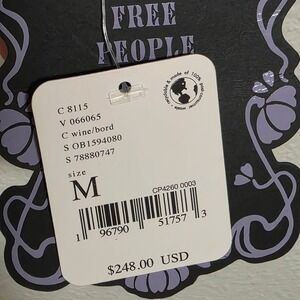 FREE
PEOPLE
C 8115
V 066065
C wine/bord
S OB1594080
S 78880747
size
M
CP4260 0003
1 96790 51757 3
$248.00 USD